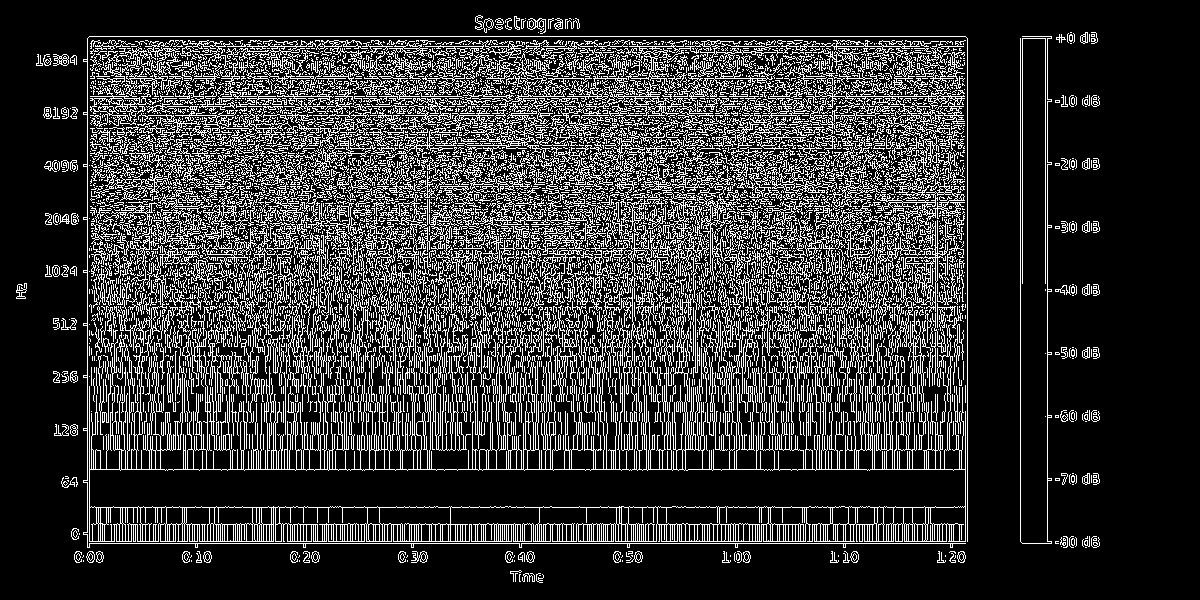 Spectrogram
16384
8192
4096
2048
1024
512
256
128
64
0
Hz
0:00 0:10 0:20 0:30 0:40 0:50 1:00 1:10 1:20
Time
+0 dB
-10 dB
-20 dB
-30 dB
-40 dB
-50 dB
-60 dB
-70 dB
-80 dB